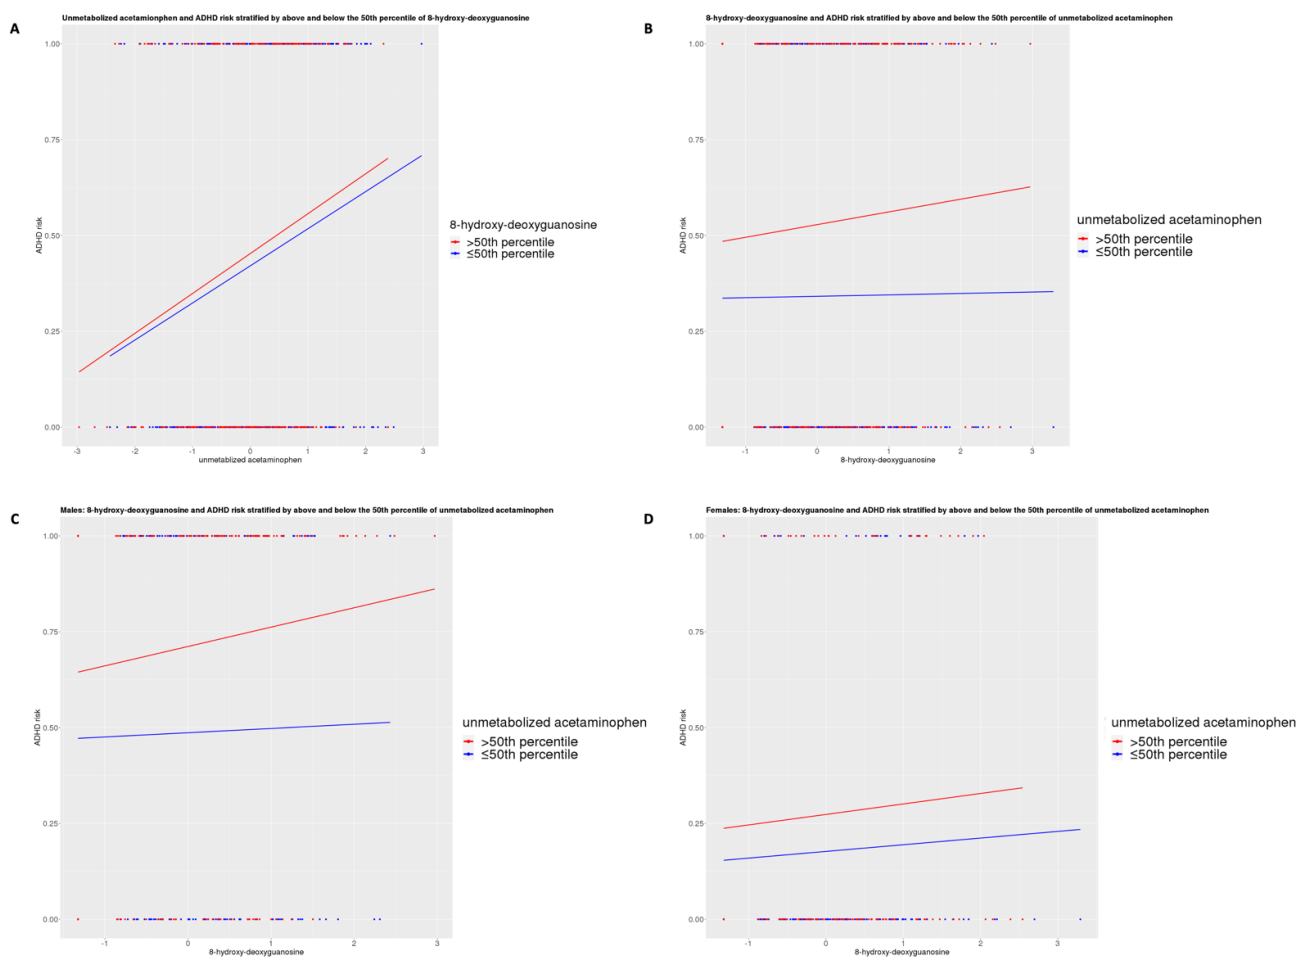 Unmetabolized acetamionphen and ADHD risk stratified by above and below the 50th percentile of 8-hydroxy-deoxyguanosine
A
1.00
0.75
0.50
0.25
0.00
ADHD risk
-3 -2 -1 0 1 2 3
unmetablized acetaminophen
8-hydroxy-deoxyguanosine
>50th percentile
≤50th percentile
8-hydroxy-deoxyguanosine and ADHD risk stratified by above and below the 50th percentile of unmetabolized acetaminophen
B
1.00
0.75
0.50
0.25
0.00
ADHD risk
-1 0 1 2 3
8-hydroxy-deoxyguanosine
unmetabolized acetaminophen
>50th percentile
≤50th percentile
Males: 8-hydroxy-deoxyguanosine and ADHD risk stratified by above and below the 50th percentile of unmetabolized acetaminophen
C
1.00
0.75
0.50
0.25
0.00
ADHD risk
-1 0 1 2 3
8-hydroxy-deoxyguanosine
unmetabolized acetaminophen
>50th percentile
≤50th percentile
Females: 8-hydroxy-deoxyguanosine and ADHD risk stratified by above and below the 50th percentile of unmetabolized acetaminophen
D
1.00
0.75
0.50
0.25
0.00
ADHD risk
-1 0 1 2 3
8-hydroxy-deoxyguanosine
unmetabolized acetaminophen
>50th percentile
≤50th percentile